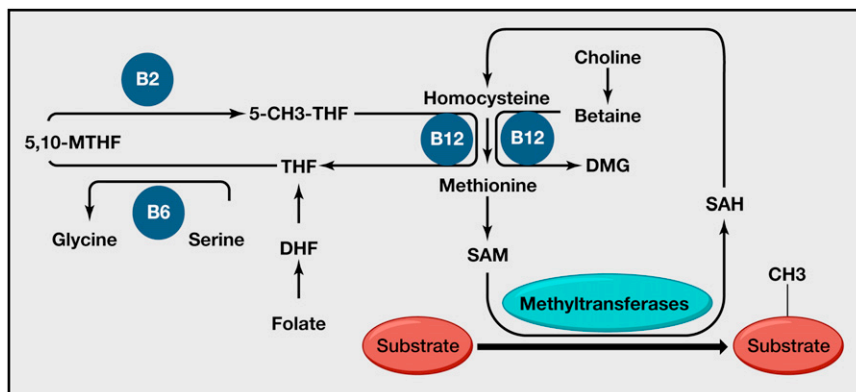 B2
Choline
5-CH3-THF
Homocysteine
Betaine
5,10-MTHF
B12
B12
THF
DMG
Methionine
B6
SAH
Glycine
Serine
DHF
SAM
CH3
Methyltransferases
Folate
Substrate
Substrate